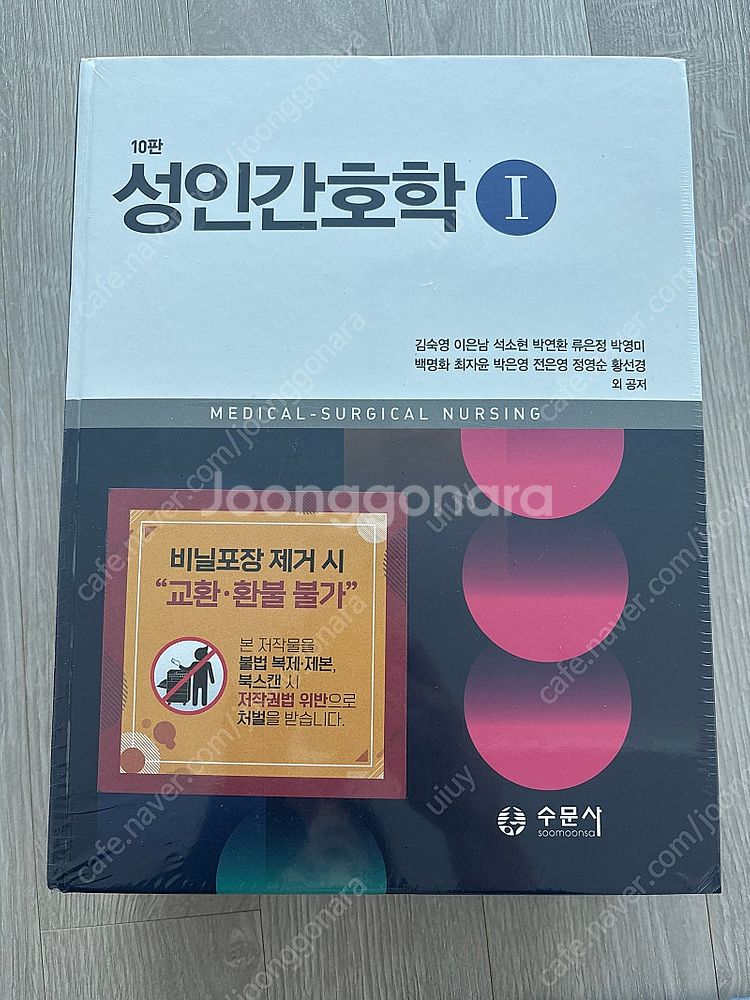 10판
성인간호학 I
김숙영 이은남 석소현 박연환 류은정 박영미
백명화 최자윤 박은영 전은영 정영순 황선경
외 공저
MEDICAL-SURGICAL NURSING
Joonggonara
비닐포장 제거 시
“교환·환불 불가”
본 저작물을
불법 복제·제본,
북스캔 시
저작권법 위반으로
처벌을 받습니다.
수문사
soomoonsa
cafe.naver.com/joonggonara
uiuy